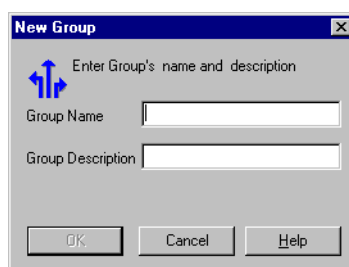 New Group
Enter Group's name and description
Group Name
Group Description
OK Cancel Help